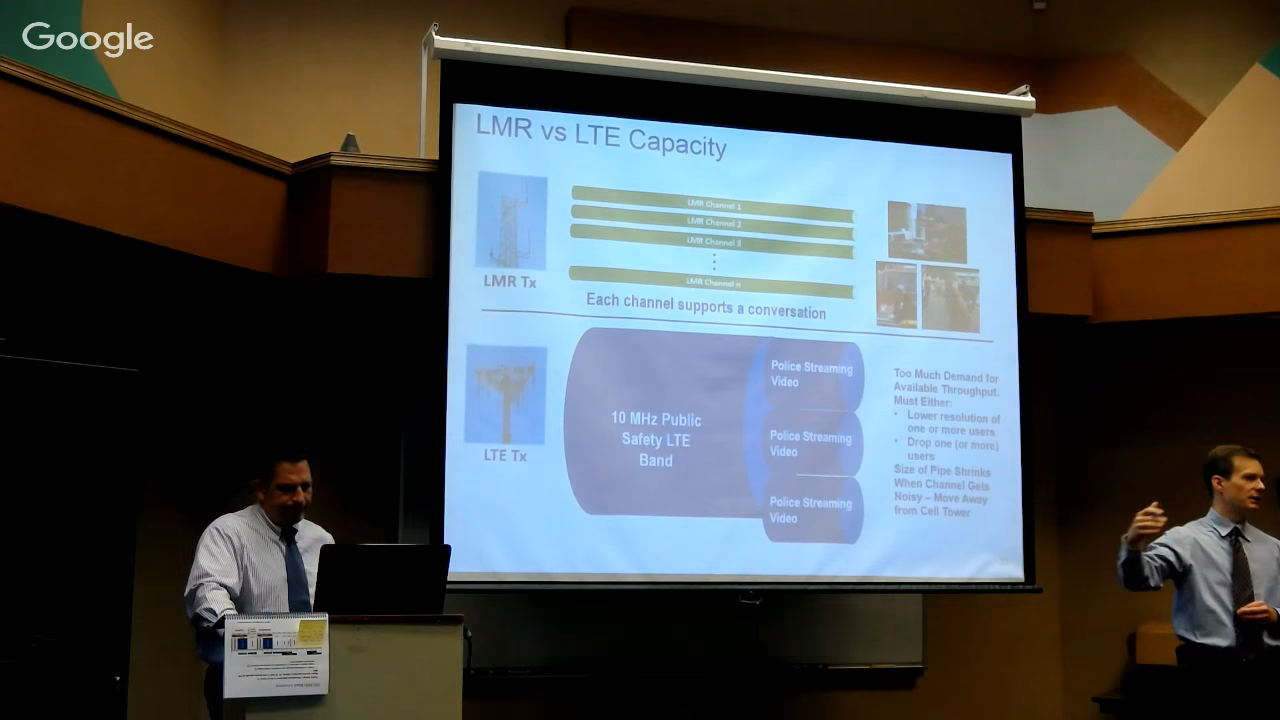 Google
LMR vs LTE Capacity
LMR Channel 1
LMR Channel 2
LMR Channel 3
LMR Channel n
LMR Tx
Each channel supports a conversation
10 MHz Public
Safety LTE
Band
LTE Tx
Police Streaming
Video
Police Streaming
Video
Police Streaming
Video
Too Much Demand for
Available Throughput.
Must Either:
• Lower resolution of
one or more users
• Drop one (or more)
users
Size of Pipe Shrinks
When Channel Gets
Noisy – Move Away
from Cell Tower